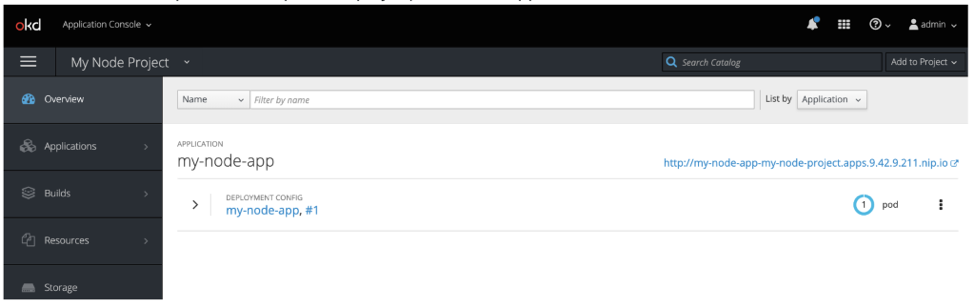 okd Application Console admin
My Node Project Search Catalog Add to Project
Overview
Name Filter by name List by Application
Applications
APPLICATION
my-node-app http://my-node-app-my-node-project.apps.9.42.9.211.nip.io
Builds
DEPLOYMENT CONFIG
my-node-app, #1 1 pod
Resources
Storage